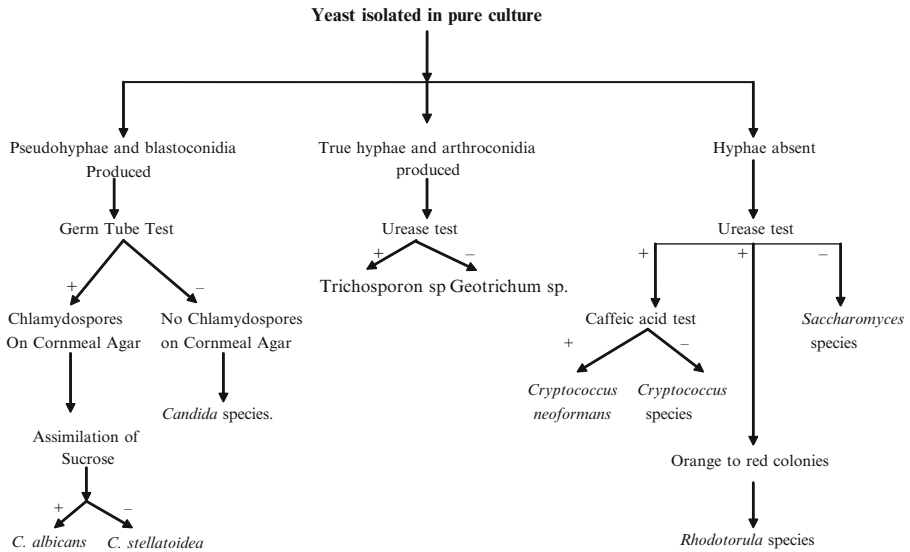 Yeast isolated in pure culture
Pseudohyphae and blastoconidia
Produced
True hyphae and arthroconidia
produced
Hyphae absent
Germ Tube Test
Urease test
Urease test
+
–
+
–
+
+
–
Chlamydospores
On Cornmeal Agar
No Chlamydospores
on Cornmeal Agar
Trichosporon sp Geotrichum sp.
Caffeic acid test
Saccharomyces
species
+
–
Candida species.
Cryptococcus
neoformans
Cryptococcus
species
Assimilation of
Sucrose
Orange to red colonies
+
–
C. albicans
C. stellatoidea
Rhodotorula species